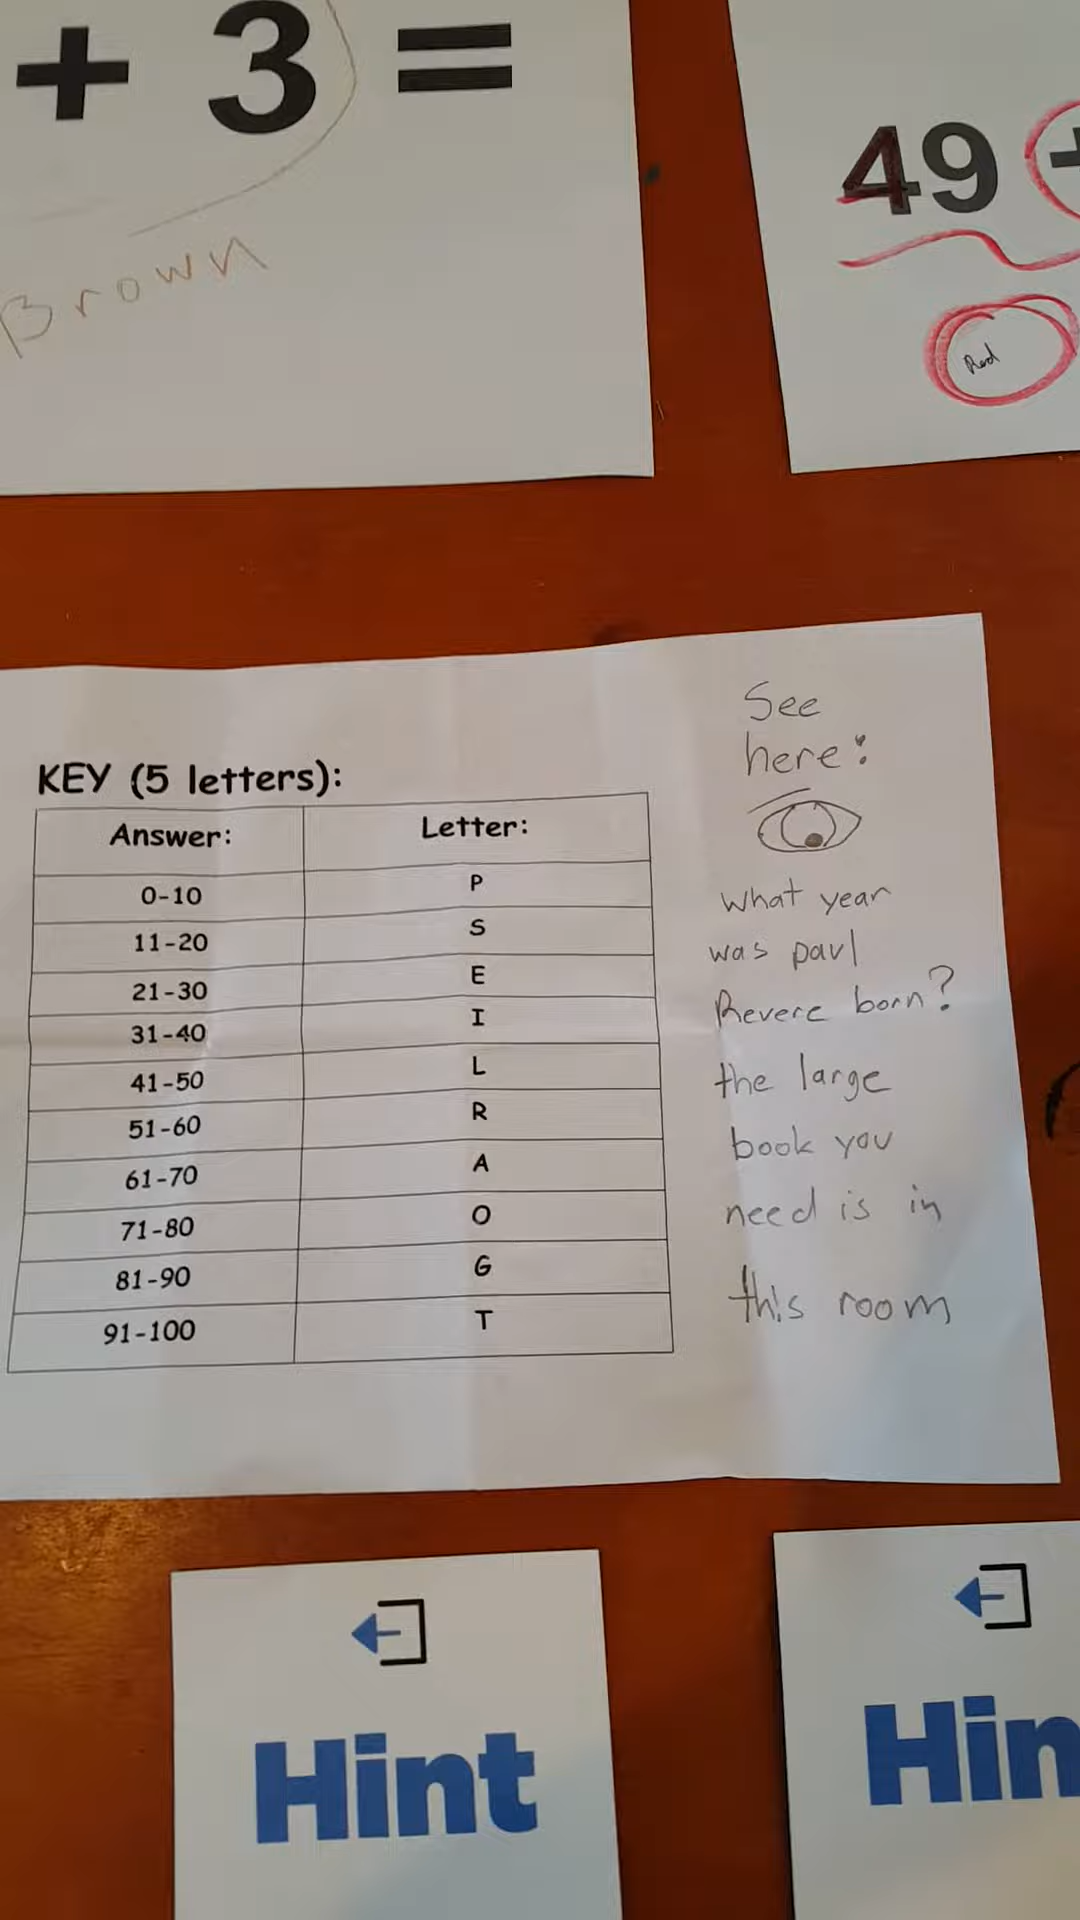 + 3 =
Brown
49 +
Red
KEY (5 letters):
Answer: Letter:
0-10 P
11-20 S
21-30 E
31-40 I
41-50 L
51-60 R
61-70 A
71-80 O
81-90 G
91-100 T
See
here:
what year
was paul
Revere born?
the large
book you
need is in
this room
Hint
Hin